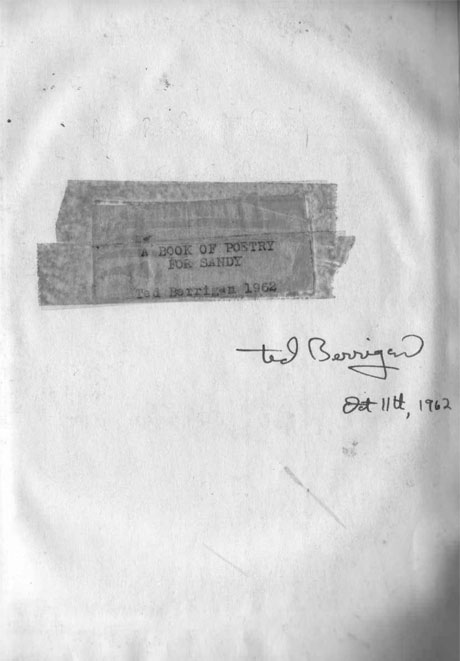 A BOOK OF POETRY
FOR SANDY
Ted Berrigan 1962
Ted Berrigan
Oct 11th, 1962